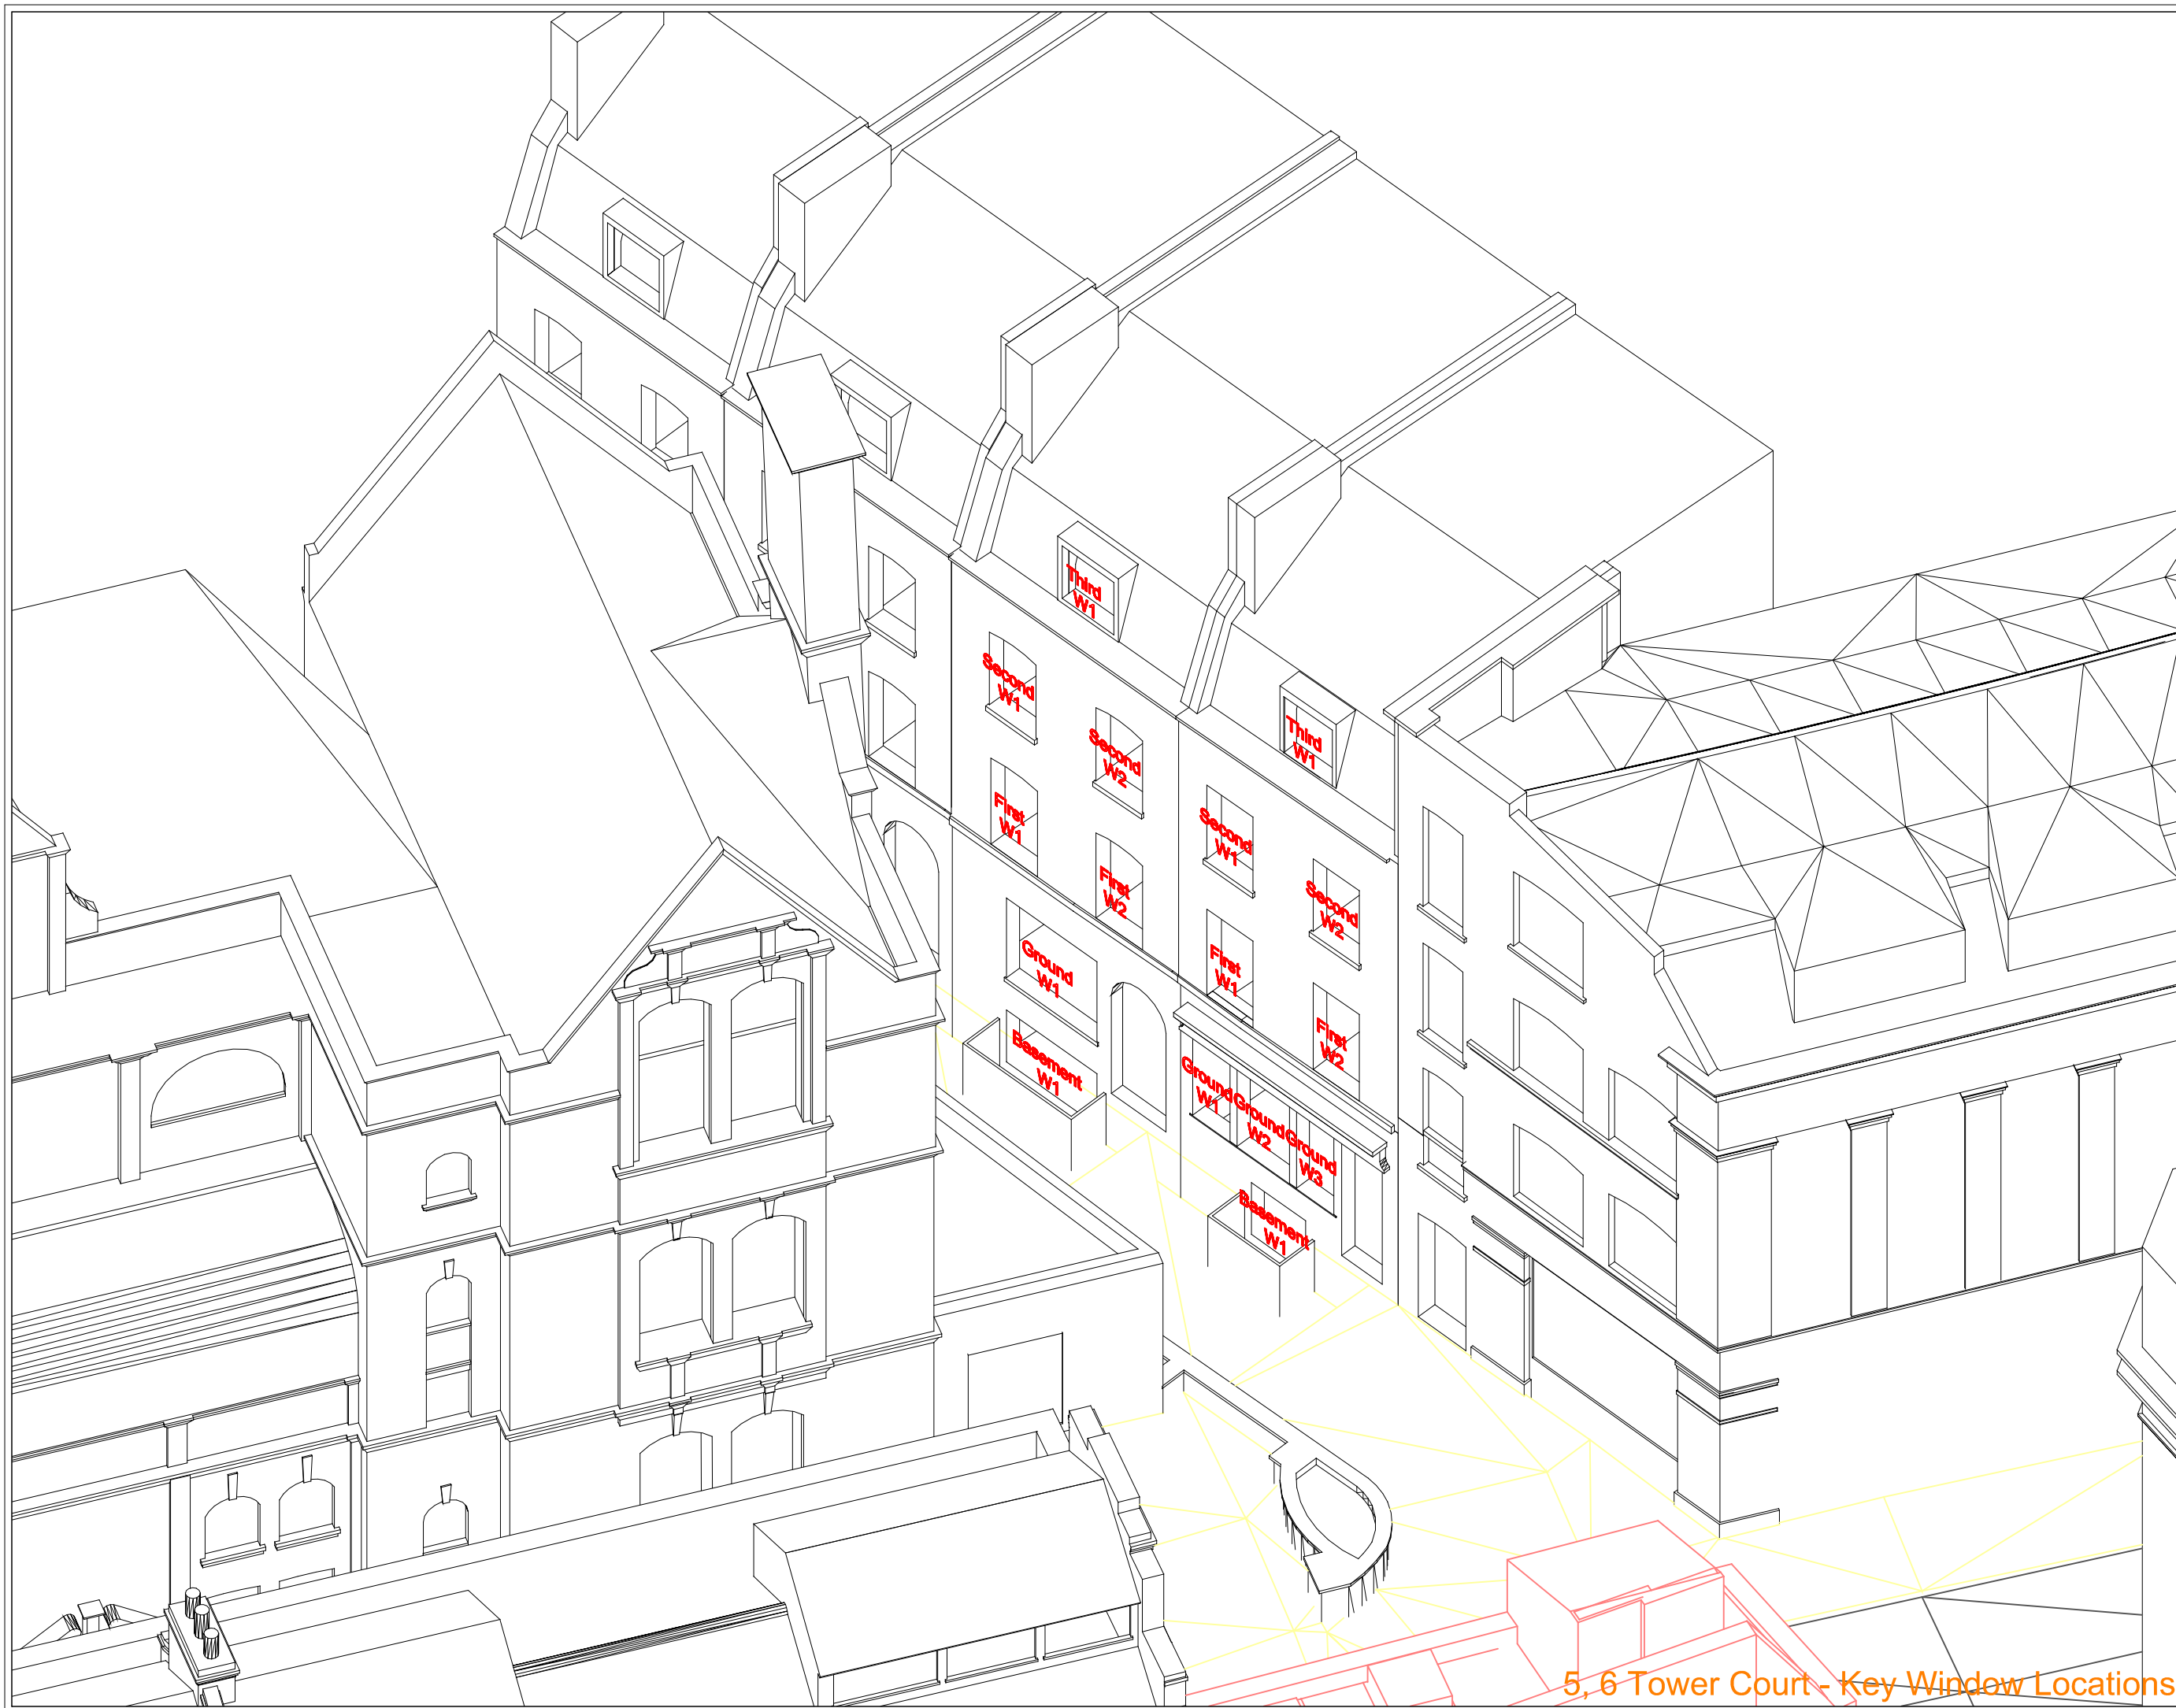 Third
W1
Second
W1
Second
W2
Third
W1
First
W1
First
W2
Second
W1
Second
W2
Ground
W1
First
W1
First
W2
Basement
W1
Ground
W1
Ground
W2
Ground
W3
Basement
W1
5, 6 Tower Court - Key Window Locations